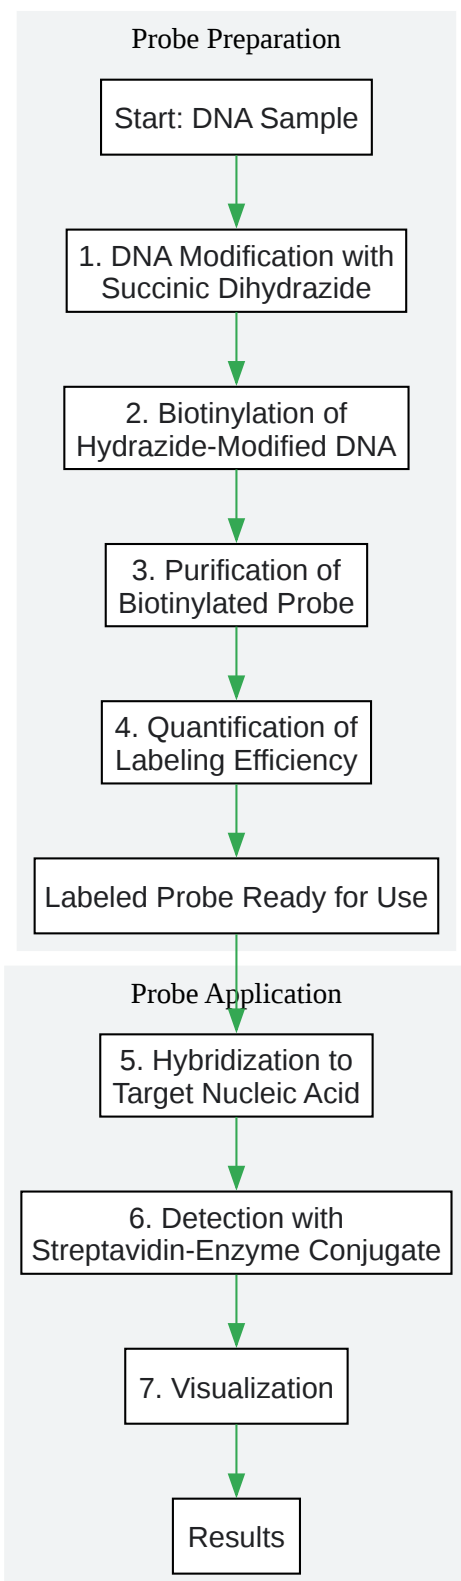 Probe Preparation
Start: DNA Sample
1. DNA Modification with
Succinic Dihydrazide
2. Biotinylation of
Hydrazide-Modified DNA
3. Purification of
Biotinylated Probe
4. Quantification of
Labeling Efficiency
Labeled Probe Ready for Use
Probe Application
5. Hybridization to
Target Nucleic Acid
6. Detection with
Streptavidin-Enzyme Conjugate
7. Visualization
Results